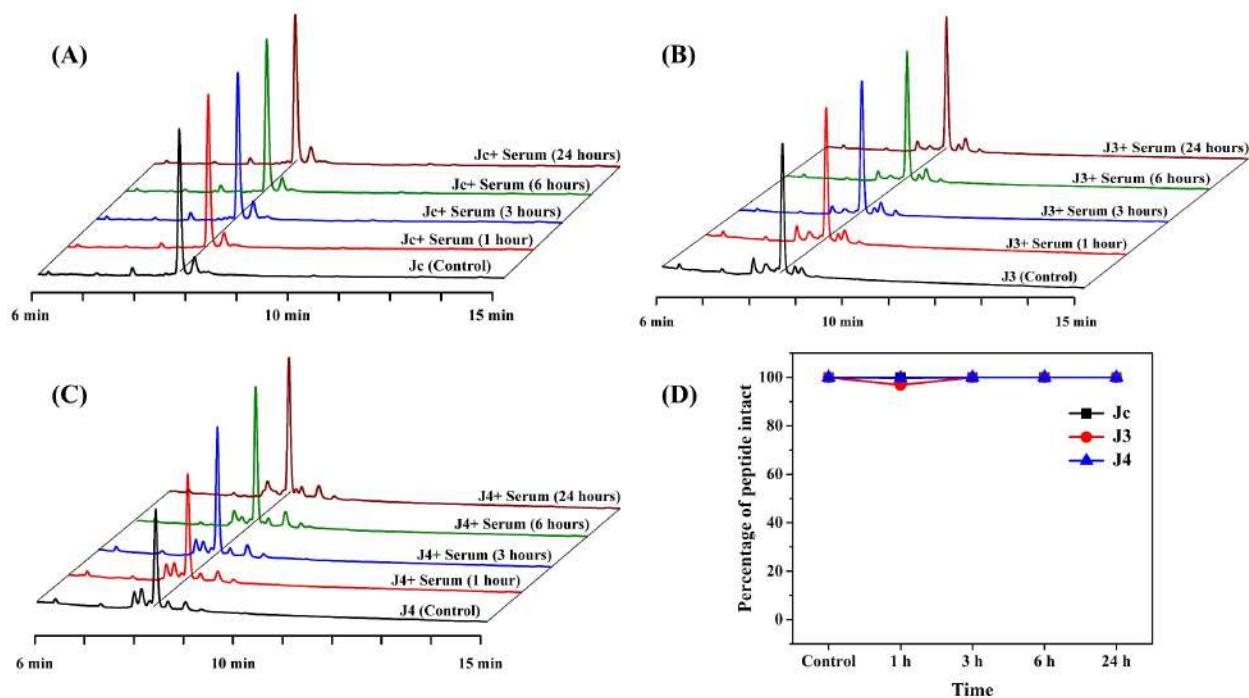 (A)
Jc+ Serum (24 hours)
Jc+ Serum (6 hours)
Jc+ Serum (3 hours)
Jc+ Serum (1 hour)
Jc (Control)
6 min
10 min
15 min
(B)
J3+ Serum (24 hours)
J3+ Serum (6 hours)
J3+ Serum (3 hours)
J3+ Serum (1 hour)
J3 (Control)
6 min
10 min
15 min
(C)
J4+ Serum (24 hours)
J4+ Serum (6 hours)
J4+ Serum (3 hours)
J4+ Serum (1 hour)
J4 (Control)
6 min
10 min
15 min
(D)
Percentage of peptide intact
100
80
60
40
20
0
Jc
J3
J4
Control
1 h
3 h
6 h
24 h
Time